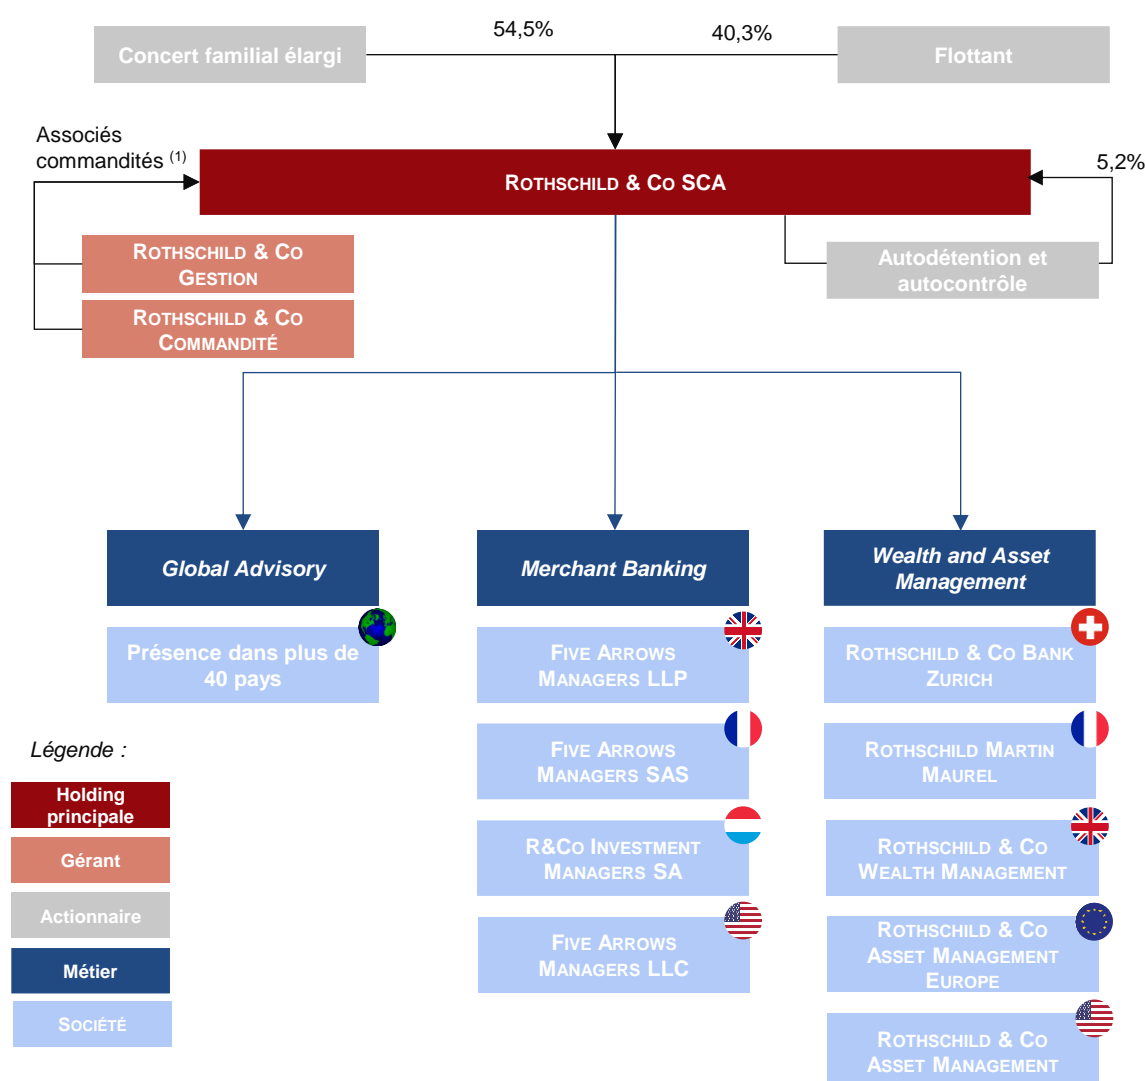 54,5%
40,3%
Concert familial élargi
Flottant
Associés
commandités (1)
5,2%
ROTHSCHILD & CO SCA
ROTHSCHILD & CO
GESTION
Autodétention et
autocontrôle
ROTHSCHILD & CO
COMMANDITÉ
Global Advisory
Merchant Banking
Wealth and Asset
Management
Présence dans plus de
40 pays
FIVE ARROWS
MANAGERS LLP
ROTHSCHILD & CO BANK
ZURICH
FIVE ARROWS
MANAGERS SAS
ROTHSCHILD MARTIN
MAUREL
R&CO INVESTMENT
MANAGERS SA
ROTHSCHILD & CO
WEALTH MANAGEMENT
FIVE ARROWS
MANAGERS LLC
ROTHSCHILD & CO
ASSET MANAGEMENT
EUROPE
ROTHSCHILD & CO
ASSET MANAGEMENT
Légende :
Holding
principale
Gérant
Actionnaire
Métier
SOCIÉTÉ